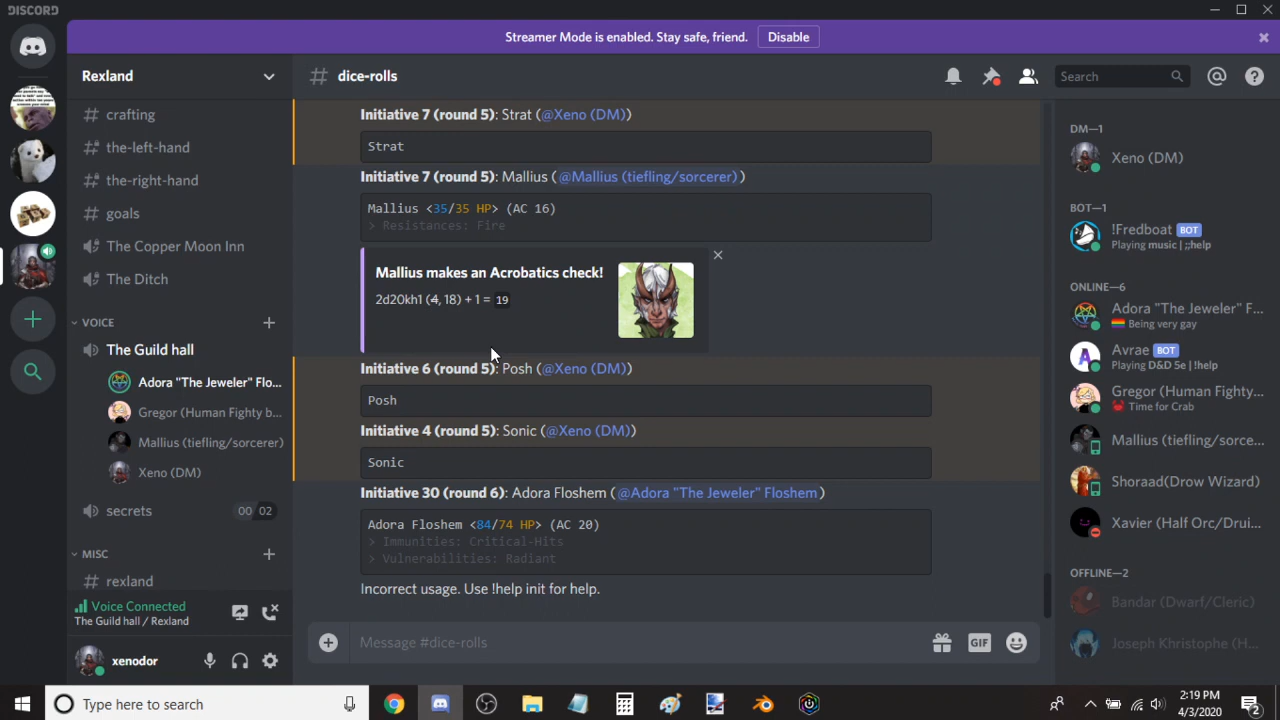 DISCORD
Streamer Mode is enabled. Stay safe, friend. Disable
Rexland
# crafting
# the-left-hand
# the-right-hand
# goals
The Copper Moon Inn
The Ditch
VOICE
The Guild hall
Adora "The Jeweler" Flo...
Gregor (Human Fighty b...
Mallius (tiefling/sorcerer)
Xeno (DM)
secrets 00 02
MISC
# rexland
Voice Connected
The Guild hall / Rexland
xenodor
# dice-rolls
Search
Initiative 7 (round 5): Strat (@Xeno (DM))
Strat
Initiative 7 (round 5): Mallius ( @Mallius (tiefling/sorcerer) )
Mallius <35/35 HP> (AC 16)
> Resistances: Fire
Mallius makes an Acrobatics check!
2d20kh1 (4, 18) + 1 = 19
Initiative 6 (round 5): Posh (@Xeno (DM))
Posh
Initiative 4 (round 5): Sonic (@Xeno (DM))
Sonic
Initiative 30 (round 6): Adora Floshem ( @Adora "The Jeweler" Floshem )
Adora Floshem <84/74 HP> (AC 20)
> Immunities: Critical-Hits
> Vulnerabilities: Radiant
Incorrect usage. Use !help init for help.
Message #dice-rolls
GIF
DM—1
Xeno (DM)
BOT—1
!Fredboat BOT
Playing music | ;;help
ONLINE—6
Adora "The Jeweler" F...
Being very gay
Avrae BOT
Playing D&D 5e | !help
Gregor (Human Fighty ...
Time for Crab
Mallius (tiefling/sorce...
Shoraad(Drow Wizard)
Xavier (Half Orc/Drui...
OFFLINE—2
Bandar (Dwarf/Cleric)
Joseph Khristophe (H...
Type here to search
2:19 PM
4/3/2020
2